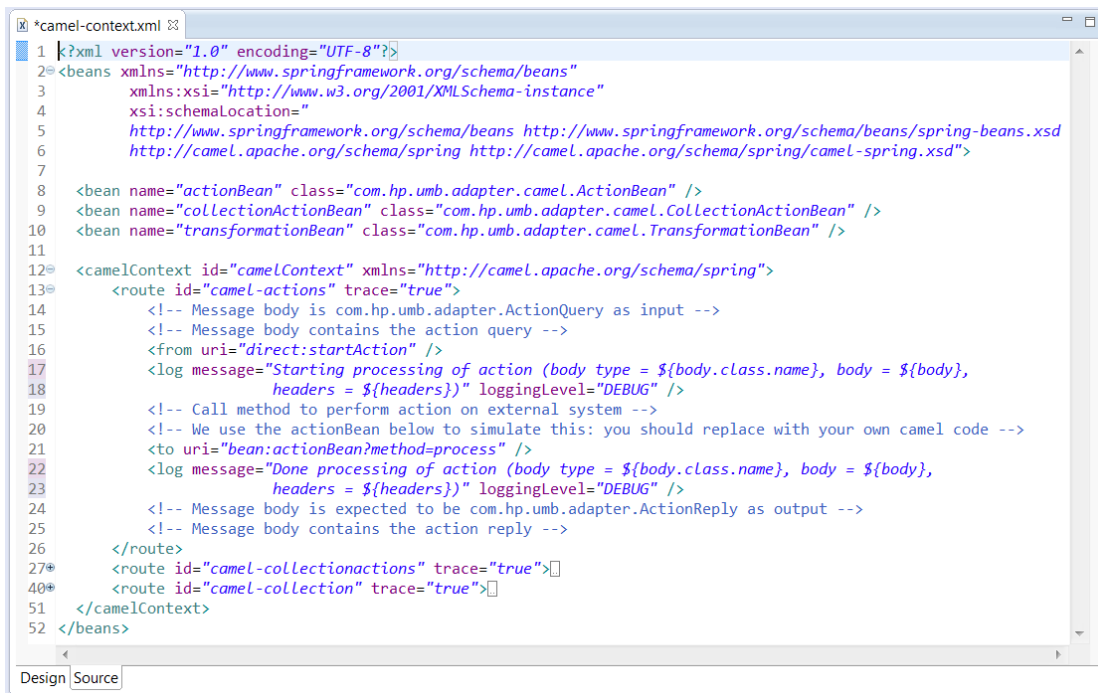 *camel-context.xml
1 <?xml version="1.0" encoding="UTF-8"?>
2 <beans xmlns="http://www.springframework.org/schema/beans"
3 xmlns:xsi="http://www.w3.org/2001/XMLSchema-instance"
4 xsi:schemaLocation="
5 http://www.springframework.org/schema/beans http://www.springframework.org/schema/beans/spring-beans.xsd
6 http://camel.apache.org/schema/spring http://camel.apache.org/schema/spring/camel-spring.xsd">
7
8 <bean name="actionBean" class="com.hp.umb.adapter.camel.ActionBean" />
9 <bean name="collectionActionBean" class="com.hp.umb.adapter.camel.CollectionActionBean" />
10 <bean name="transformationBean" class="com.hp.umb.adapter.camel.TransformationBean" />
11
12 <camelContext id="camelContext" xmlns="http://camel.apache.org/schema/spring">
13 <route id="camel-actions" trace="true">
14 <!-- Message body is com.hp.umb.adapter.ActionQuery as input -->
15 <!-- Message body contains the action query -->
16 <from uri="direct:startAction" />
17 <log message="Starting processing of action (body type = ${body.class.name}, body = ${body},
18 headers = ${headers})" loggingLevel="DEBUG" />
19 <!-- Call method to perform action on external system -->
20 <!-- We use the actionBean below to simulate this: you should replace with your own camel code -->
21 <to uri="bean:actionBean?method=process" />
22 <log message="Done processing of action (body type = ${body.class.name}, body = ${body},
23 headers = ${headers})" loggingLevel="DEBUG" />
24 <!-- Message body is expected to be com.hp.umb.adapter.ActionReply as output -->
25 <!-- Message body contains the action reply -->
26 </route>
27 <route id="camel-collectionactions" trace="true">
40 <route id="camel-collection" trace="true">
51 </camelContext>
52 </beans>
Design Source